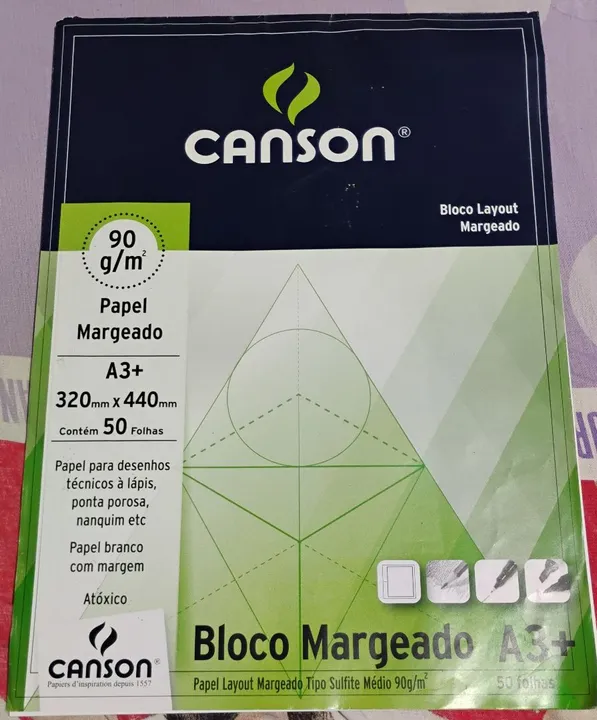 CANSON®
Bloco Layout
Margeado
90
g/m²
Papel
Margeado
A3+
320mm x 440mm
Contém 50 Folhas
Papel para desenhos
técnicos à lápis,
ponta porosa,
nanquim etc
Papel branco
com margem
Atóxico
CANSON®
Papiers d'inspiration depuis 1557
Bloco Margeado A3+
Papel Layout Margeado Tipo Sulfite Médio 90g/m² 50 folhas